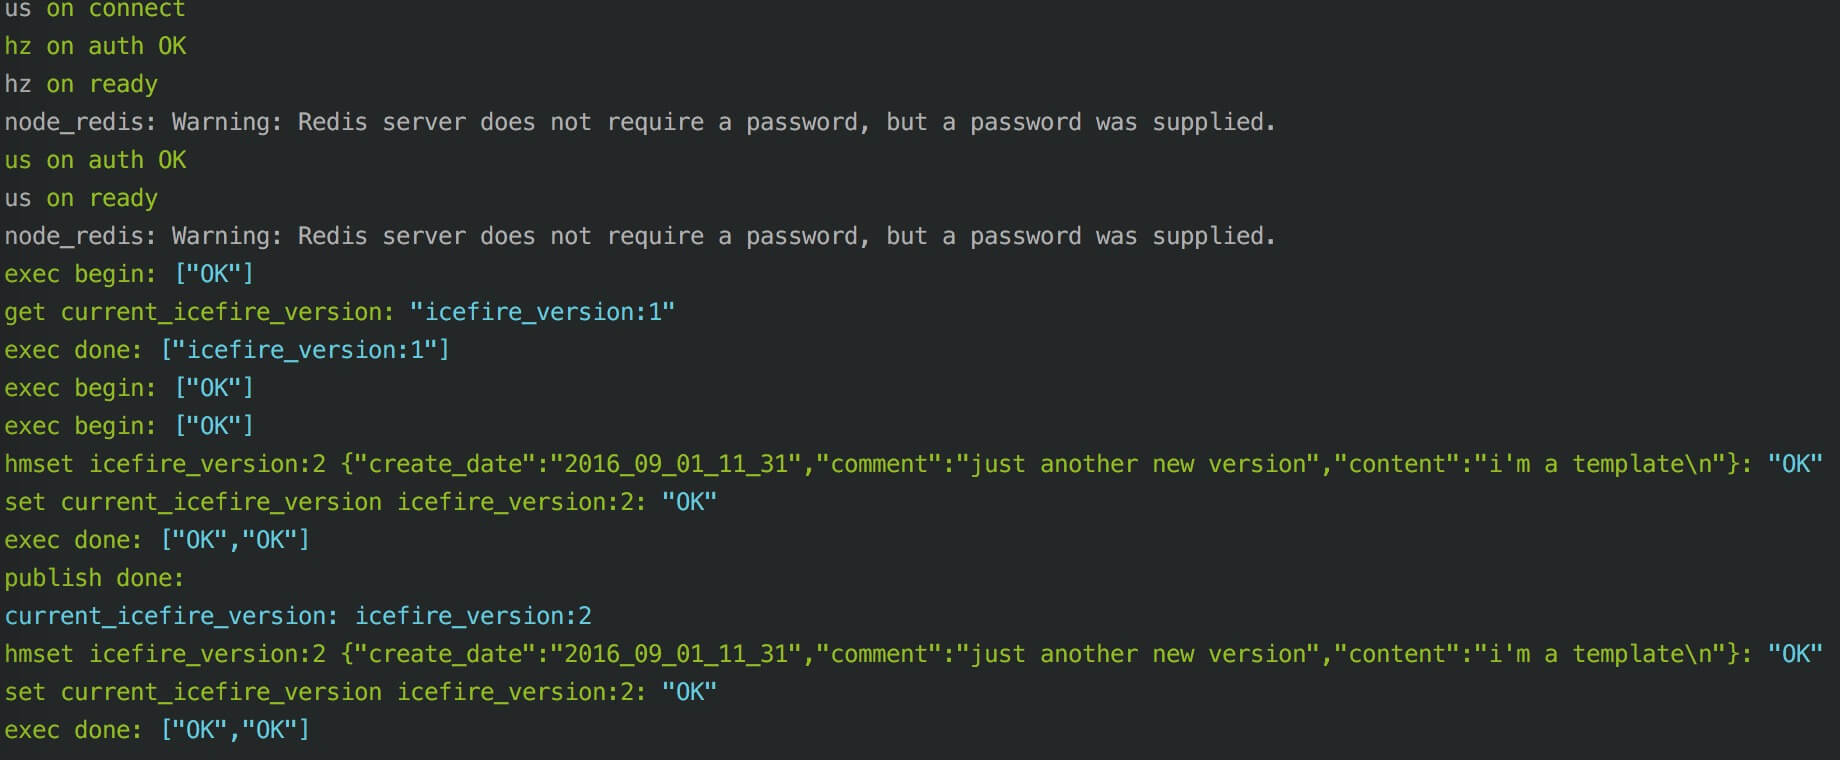 us on connect
hz on auth OK
hz on ready
node_redis: Warning: Redis server does not require a password, but a password was supplied.
us on auth OK
us on ready
node_redis: Warning: Redis server does not require a password, but a password was supplied.
exec begin: ["OK"]
get current_icefire_version: "icefire_version:1"
exec done: ["icefire_version:1"]
exec begin: ["OK"]
exec begin: ["OK"]
hmset icefire_version:2 {"create_date":"2016_09_01_11_31","comment":"just another new version","content":"i'm a template\n"}: "OK"
set current_icefire_version icefire_version:2: "OK"
exec done: ["OK","OK"]
publish done:
current_icefire_version: icefire_version:2
hmset icefire_version:2 {"create_date":"2016_09_01_11_31","comment":"just another new version","content":"i'm a template\n"}: "OK"
set current_icefire_version icefire_version:2: "OK"
exec done: ["OK","OK"]